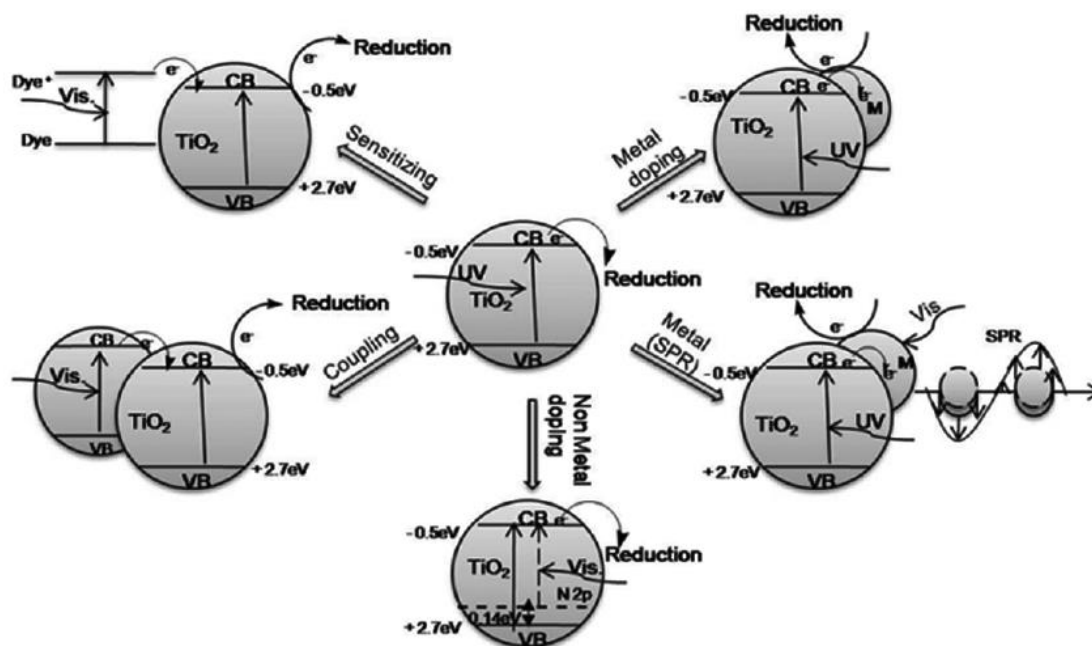 Reduction
e-
Dye*
e-
CB
-0.5eV
Vis.
TiO2
Dye
+2.7eV
VB
Sensitizing
Reduction
e-
CB
e-
e-
M
-0.5eV
TiO2
UV
+2.7eV
VB
Metal
doping
CB
e-
-0.5eV
UV
TiO2
Reduction
+2.7eV
VB
Reduction
e-
CB
e-
CB
-0.5eV
Vis.
TiO2
VB
+2.7eV
VB
Coupling
Reduction
Vis
e-
SPR
CB
e-
e-
M
-0.5eV
TiO2
UV
+2.7eV
VB
Metal
(SPR)
Non Metal
doping
CB
e-
-0.5eV
Reduction
TiO2
Vis.
N 2p
0.14eV
+2.7eV
VB